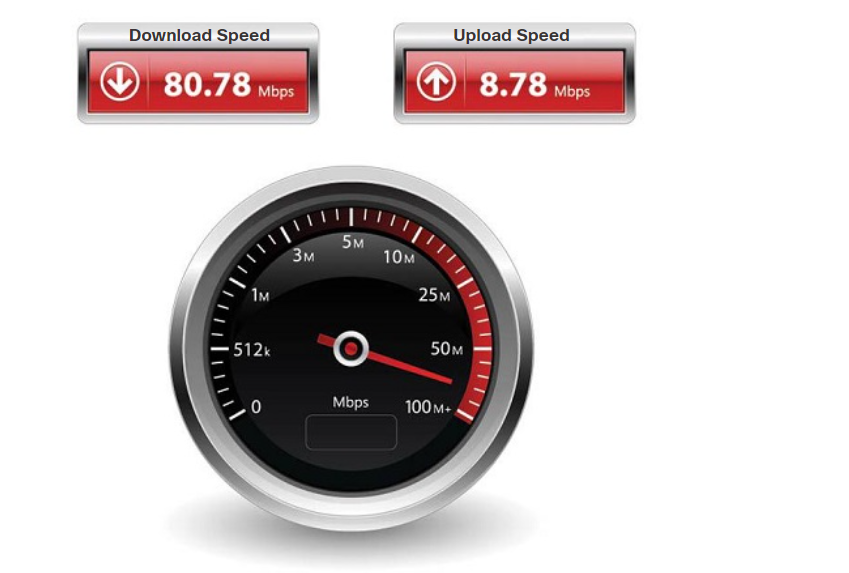 Download Speed
Upload Speed
80.78 Mbps
8.78 Mbps
5M
3M
10M
1M
25M
512k
50M
Mbps
0
100M+